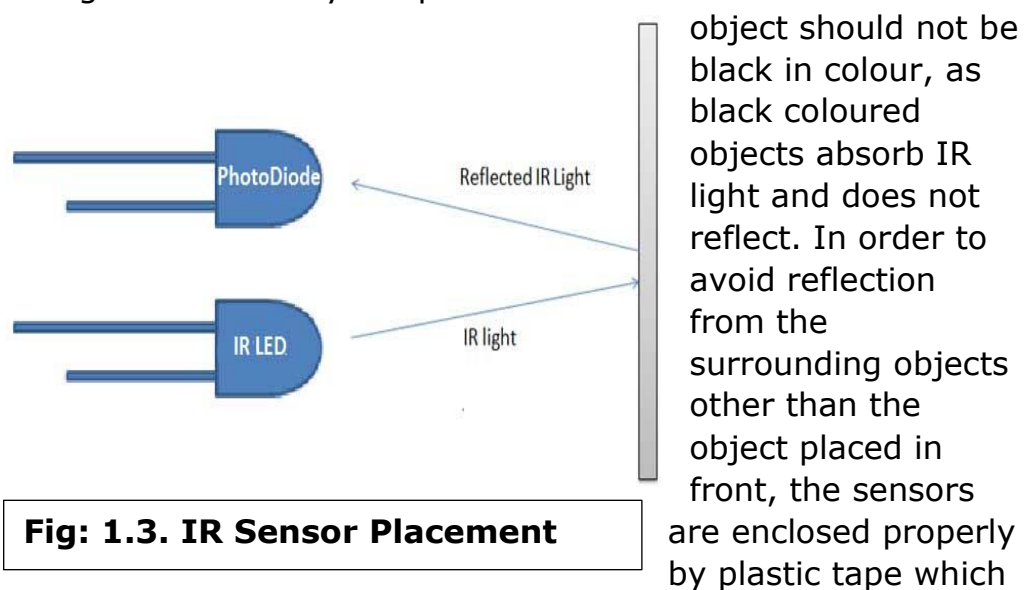 object should not be
black in colour, as
black coloured
objects absorb IR
light and does not
reflect. In order to
avoid reflection
from the
surrounding objects
other than the
object placed in
front, the sensors
are enclosed properly
by plastic tape which
PhotoDiode
Reflected IR Light
IR LED
IR light
Fig: 1.3. IR Sensor Placement